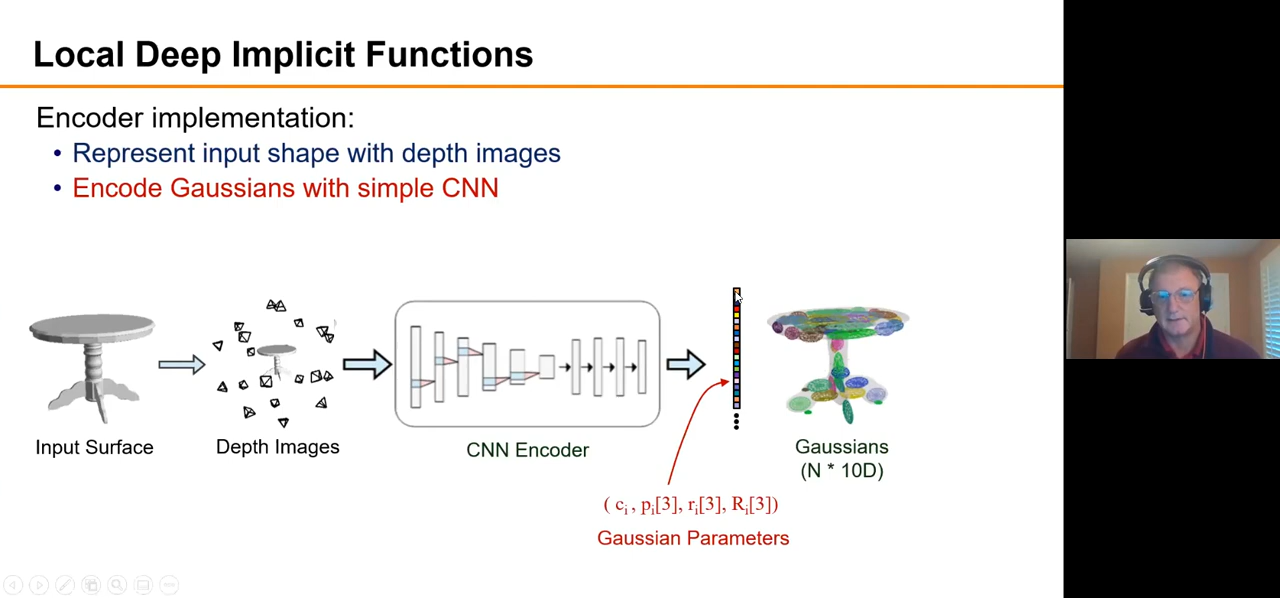 Local Deep Implicit Functions
Encoder implementation:
• Represent input shape with depth images
• Encode Gaussians with simple CNN
Input Surface
Depth Images
CNN Encoder
Gaussians
(N * 10D)
( cᵢ , pᵢ[3], rᵢ[3], Rᵢ[3])
Gaussian Parameters